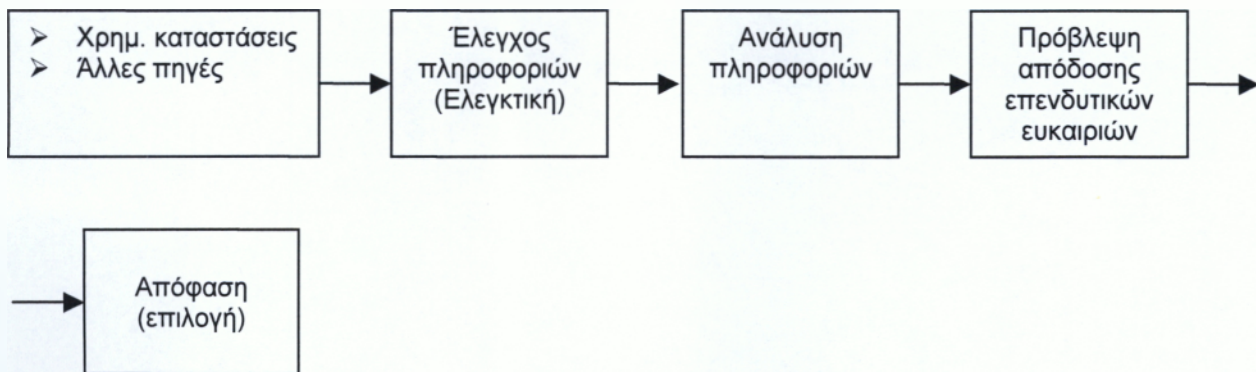 ➢ Χρημ. καταστάσεις
➢ Άλλες πηγές
Έλεγχος
πληροφοριών
(Ελεγκτική)
Ανάλυση
πληροφοριών
Πρόβλεψη
απόδοσης
επενδυτικών
ευκαιριών
Απόφαση
(επιλογή)